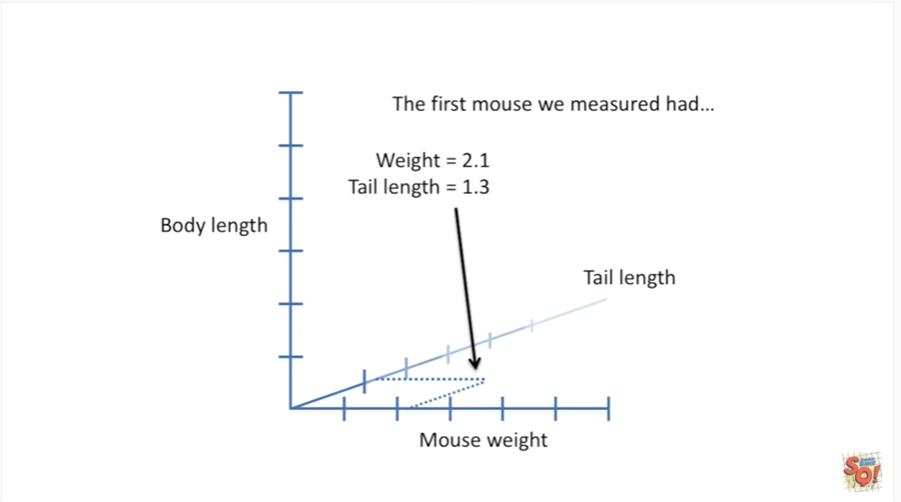 The first mouse we measured had...
Weight = 2.1
Tail length = 1.3
Body length
Tail length
Mouse weight
SQ!